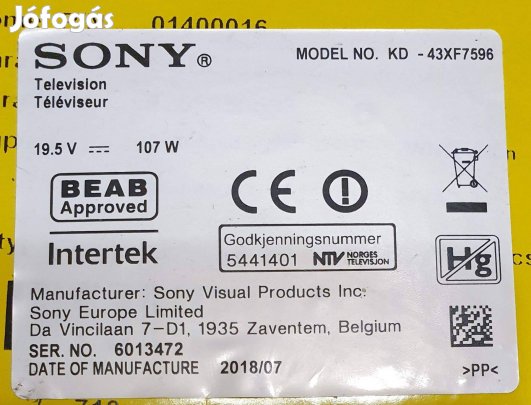 Jófogás
01400016
SONY®
MODEL NO. KD - 43XF7596
Television
Téléviseur
19.5 V 107 W
BEAB
Approved
CE
Intertek
Godkjenningsnummer
5441401 NTV NORGES TELEVISJON
Hg
Manufacturer: Sony Visual Products Inc.
Sony Europe Limited
Da Vincilaan 7-D1, 1935 Zaventem, Belgium
SER. NO. 6013472
DATE OF MANUFACTURE 2018/07
>PP<